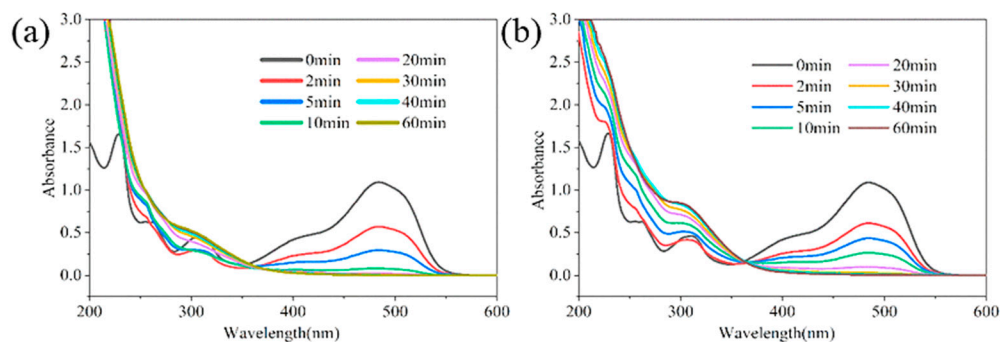 (a)
3.0
2.5
2.0
1.5
1.0
0.5
0.0
Absorbance
0min 20min
2min 30min
5min 40min
10min 60min
200 300 400 500 600
Wavelength(nm)
(b)
3.0
2.5
2.0
1.5
1.0
0.5
0.0
Absorbance
0min 20min
2min 30min
5min 40min
10min 60min
200 300 400 500 600
Wavelength(nm)